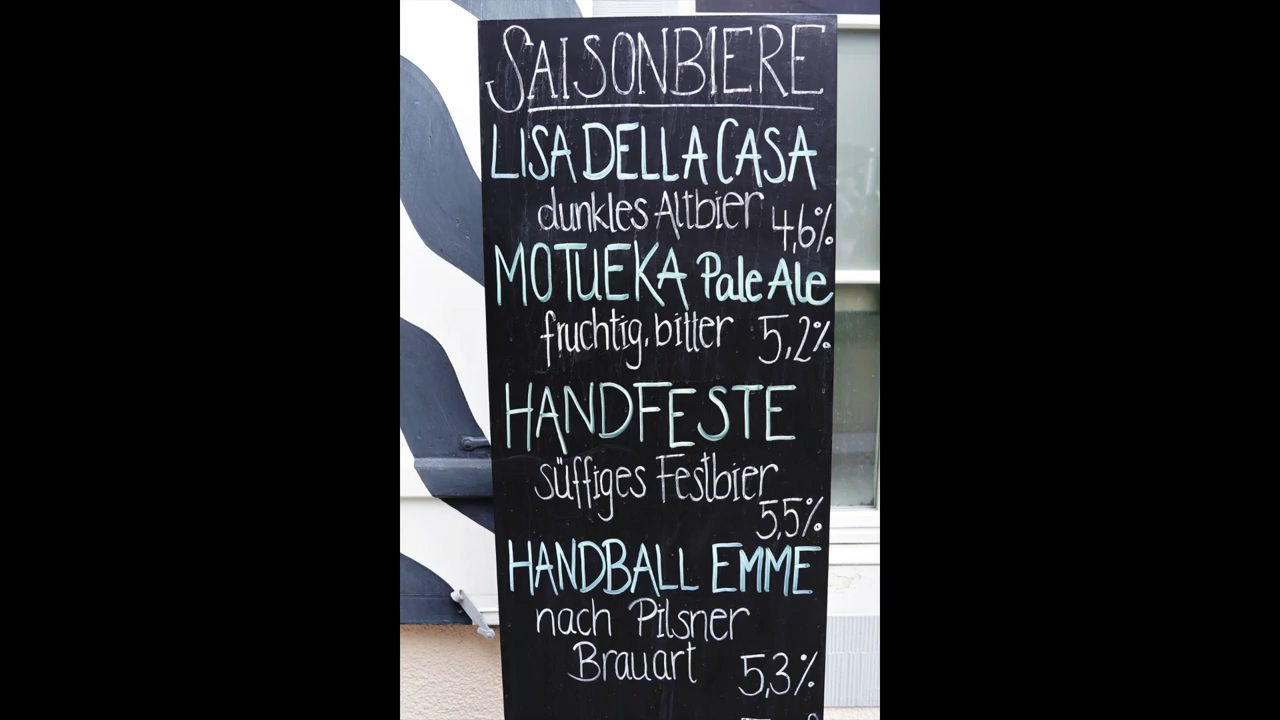 SAISONBIERE
LISA DELLA CASA
dunkles Altbier 4,6%
MOTUEKA Pale Ale
fruchtig, bitter 5,2%
HANDFESTE
süffiges Festbier
5,5%
HANDBALL EMME
nach Pilsner
Brauart 5,3%